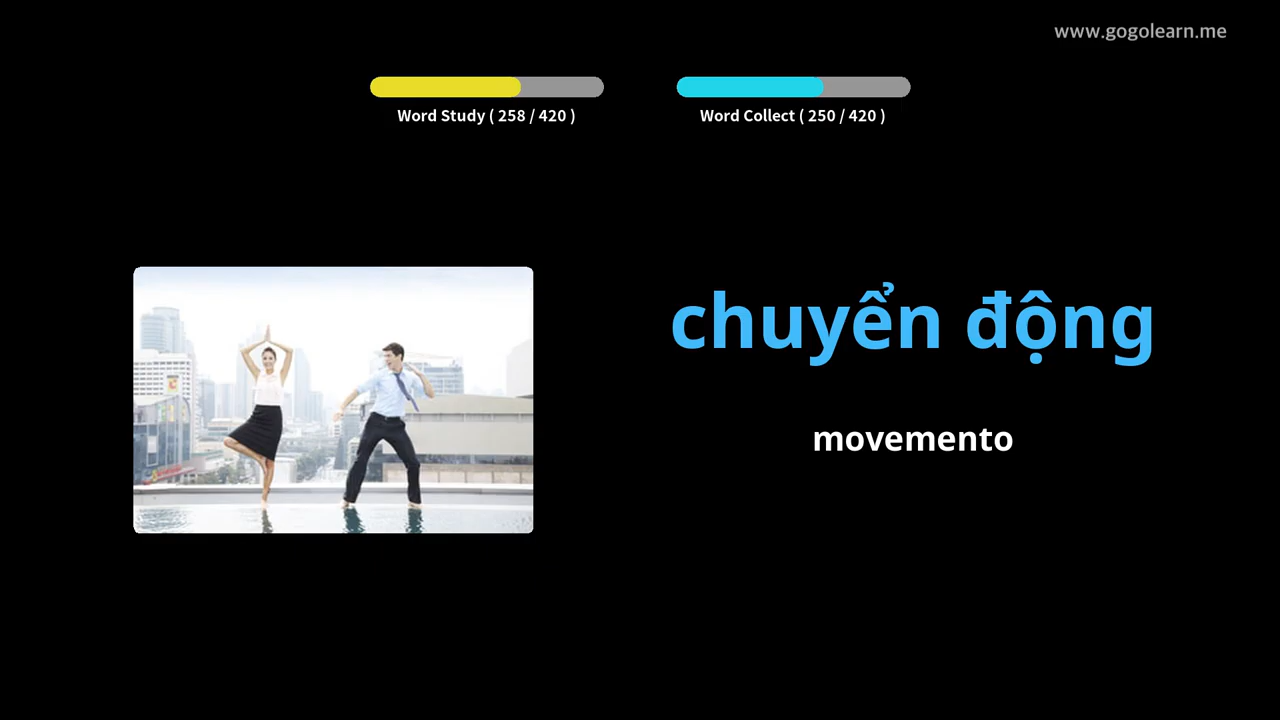 www.gogolearn.me
Word Study ( 258 / 420 )
Word Collect ( 250 / 420 )
chuyển động
movemento